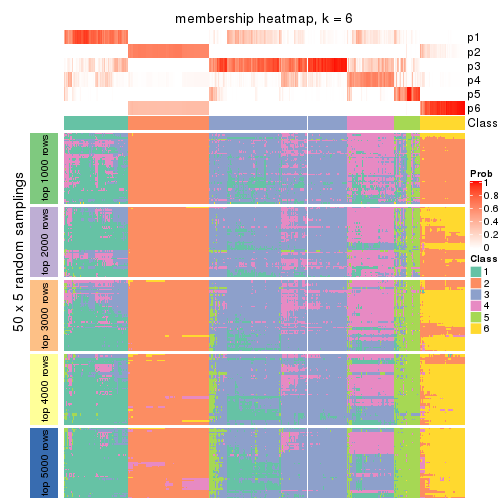 membership heatmap, k = 6
p1
p2
p3
p4
p5
p6
Class
50 x 5 random samplings
top 1000 rows
top 2000 rows
top 3000 rows
top 4000 rows
top 5000 rows
Prob
1
0.8
0.6
0.4
0.2
0
Class
1
2
3
4
5
6